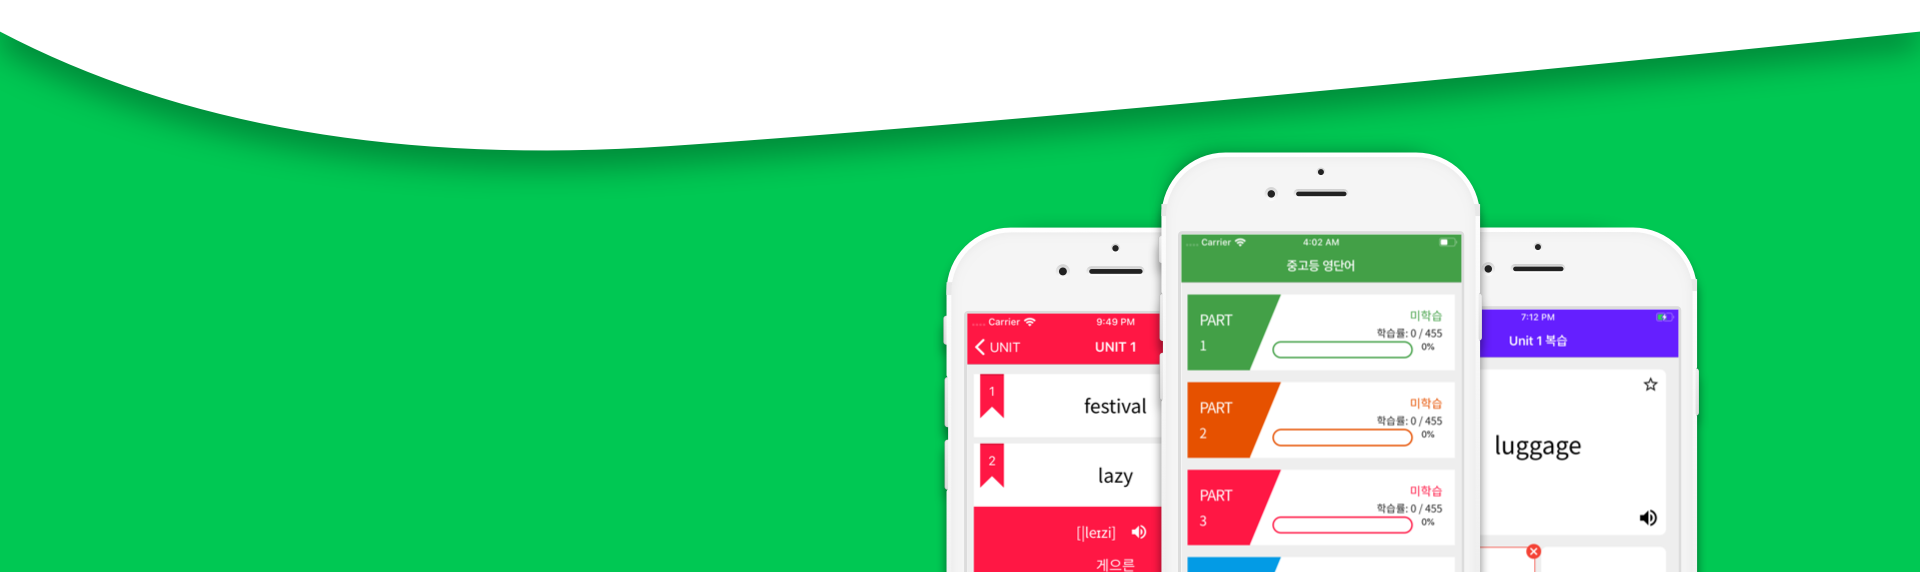 Carrier
9:49 PM
UNIT
UNIT 1
1
festival
2
lazy
[|leɪzi]
게으른
Carrier
4:02 AM
중고등 영단어
PART
1
미학습
학습률: 0 / 455
0%
PART
2
미학습
학습률: 0 / 455
0%
PART
3
미학습
학습률: 0 / 455
0%
7:12 PM
Unit 1 복습
luggage